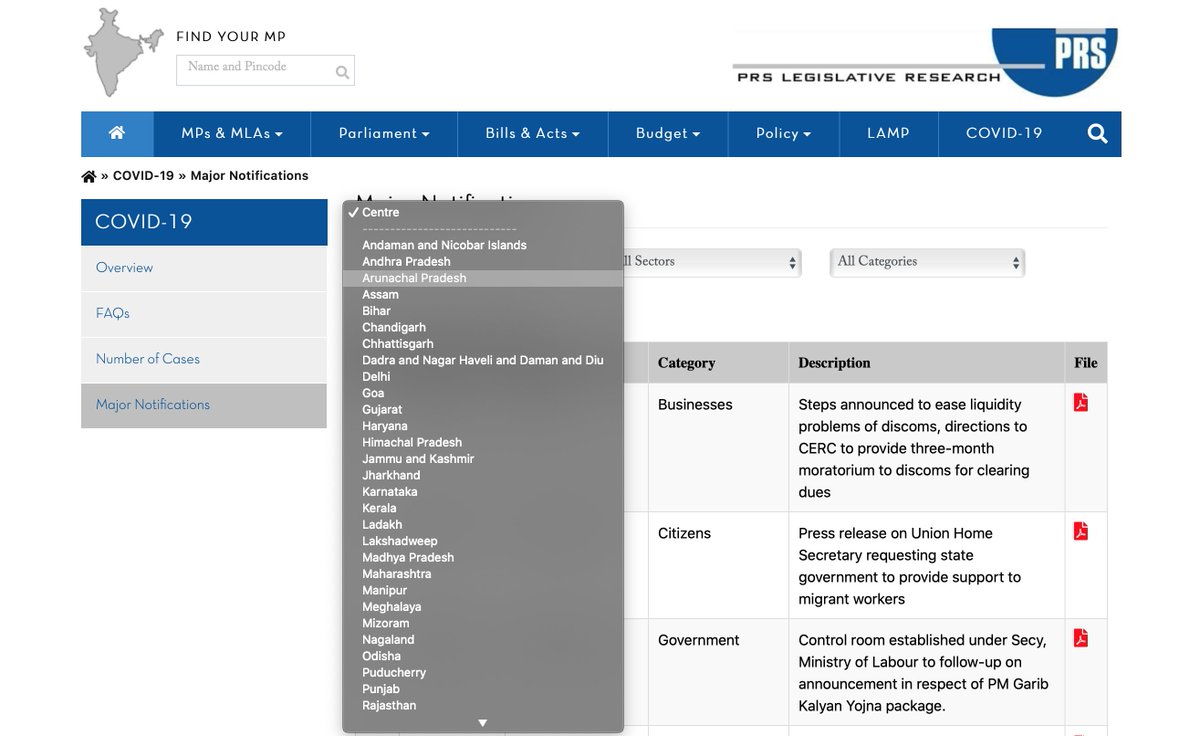 FIND YOUR MP
Name and Pincode
PRS
PRS LEGISLATIVE RESEARCH
MPs & MLAs
Parliament
Bills & Acts
Budget
Policy
LAMP
COVID-19
» COVID-19 » Major Notifications
COVID-19
Overview
FAQs
Number of Cases
Major Notifications
Centre
----------------------------
Andaman and Nicobar Islands
Andhra Pradesh
Arunachal Pradesh
Assam
Bihar
Chandigarh
Chhattisgarh
Dadra and Nagar Haveli and Daman and Diu
Delhi
Goa
Gujarat
Haryana
Himachal Pradesh
Jammu and Kashmir
Jharkhand
Karnataka
Kerala
Ladakh
Lakshadweep
Madhya Pradesh
Maharashtra
Manipur
Meghalaya
Mizoram
Nagaland
Odisha
Puducherry
Punjab
Rajasthan
ll Sectors
All Categories
Category
Description
File
Businesses
Steps announced to ease liquidity
problems of discoms, directions to
CERC to provide three-month
moratorium to discoms for clearing
dues
Citizens
Press release on Union Home
Secretary requesting state
government to provide support to
migrant workers
Government
Control room established under Secy,
Ministry of Labour to follow-up on
announcement in respect of PM Garib
Kalyan Yojna package.